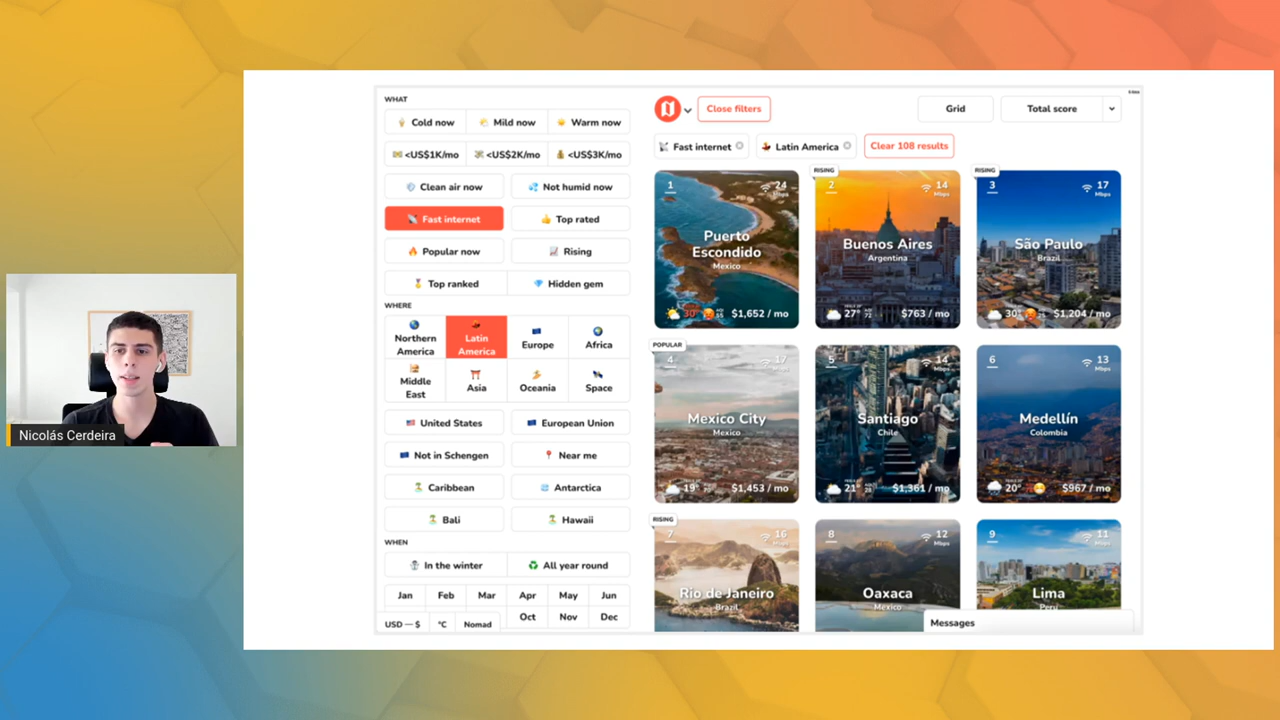 WHAT
Cold now
Mild now
Warm now
<US$1K/mo
<US$2K/mo
<US$3K/mo
Clean air now
Not humid now
Fast internet
Top rated
Popular now
Rising
Top ranked
Hidden gem
WHERE
Northern
America
Latin
America
Europe
Africa
Middle
East
Asia
Oceania
Space
United States
European Union
Not in Schengen
Near me
Caribbean
Antarctica
Bali
Hawaii
WHEN
In the winter
All year round
Jan
Feb
Mar
Apr
May
Jun
Oct
Nov
Dec
USD — $
°C
Nomad
Close filters
Grid
Total score
Fast internet
Latin America
Clear 108 results
1
24
Mbps
Puerto
Escondido
Mexico
30°
$1,652 / mo
RISING
2
14
Mbps
Buenos Aires
Argentina
27°
$763 / mo
RISING
3
17
Mbps
São Paulo
Brazil
30°
$1,204 / mo
POPULAR
4
17
Mbps
Mexico City
Mexico
19°
$1,453 / mo
5
14
Mbps
Santiago
Chile
21°
$1,361 / mo
6
13
Mbps
Medellín
Colombia
20°
$967 / mo
RISING
7
16
Mbps
Rio de Janeiro
Brazil
8
12
Mbps
Oaxaca
Mexico
9
11
Mbps
Lima
Peru
Messages
Nicolás Cerdeira